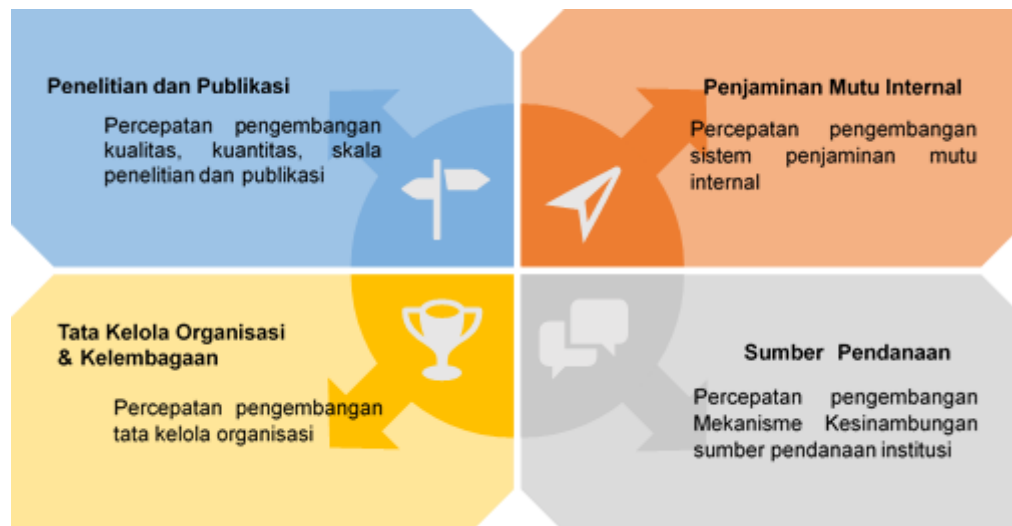 Penelitian dan Publikasi
Percepatan pengembangan
kualitas, kuantitas, skala
penelitian dan publikasi
Penjaminan Mutu Internal
Percepatan pengembangan
sistem penjaminan mutu
internal
Tata Kelola Organisasi
& Kelembagaan
Percepatan pengembangan
tata kelola organisasi
Sumber Pendanaan
Percepatan pengembangan
Mekanisme Kesinambungan
sumber pendanaan institusi